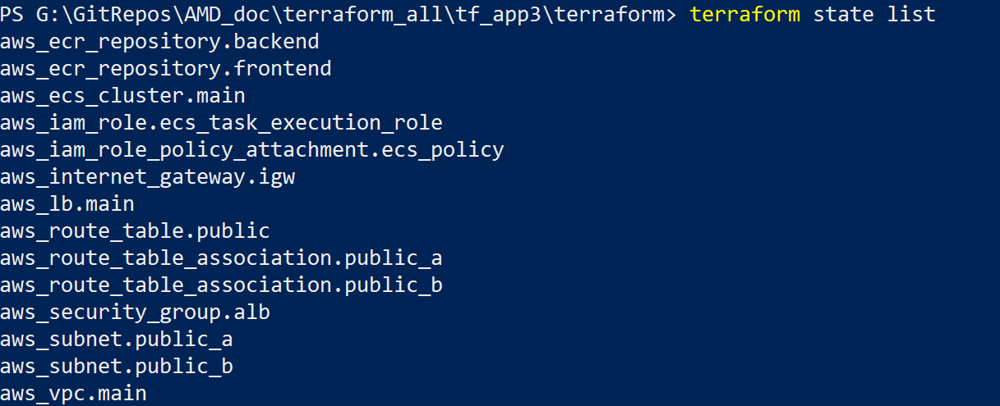 PS G:\GitRepos\AMD_doc\terraform_all\tf_app3\terraform> terraform state list
aws_ecr_repository.backend
aws_ecr_repository.frontend
aws_ecs_cluster.main
aws_iam_role.ecs_task_execution_role
aws_iam_role_policy_attachment.ecs_policy
aws_internet_gateway.igw
aws_lb.main
aws_route_table.public
aws_route_table_association.public_a
aws_route_table_association.public_b
aws_security_group.alb
aws_subnet.public_a
aws_subnet.public_b
aws_vpc.main